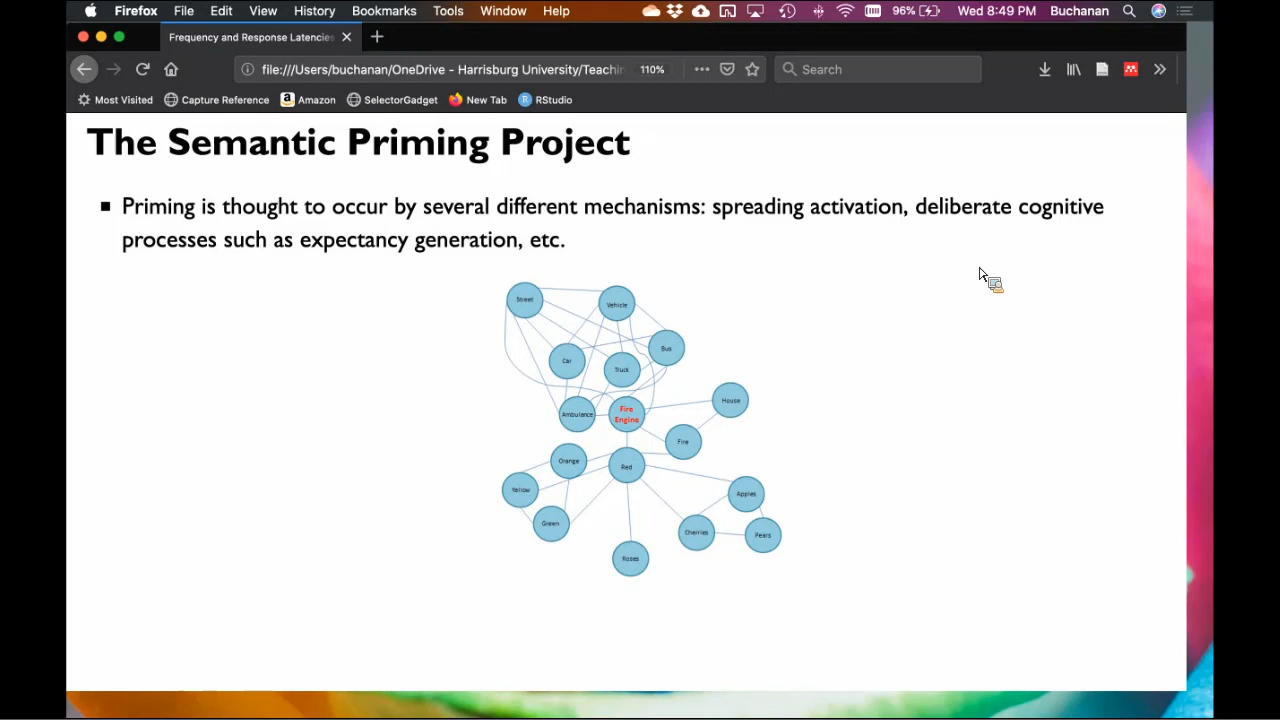 Firefox File Edit View History Bookmarks Tools Window Help 96% Wed 8:49 PM Buchanan
Frequency and Response Latencies
file:///Users/buchanan/OneDrive - Harrisburg University/Teachin 110% Search
Most Visited Capture Reference Amazon SelectorGadget New Tab RStudio
The Semantic Priming Project
Priming is thought to occur by several different mechanisms: spreading activation, deliberate cognitive
processes such as expectancy generation, etc.
Street
Vehicle
Bus
Car
Truck
House
Ambulance
Fire
Engine
Fire
Orange
Red
Yellow
Apples
Green
Cherries
Pears
Roses